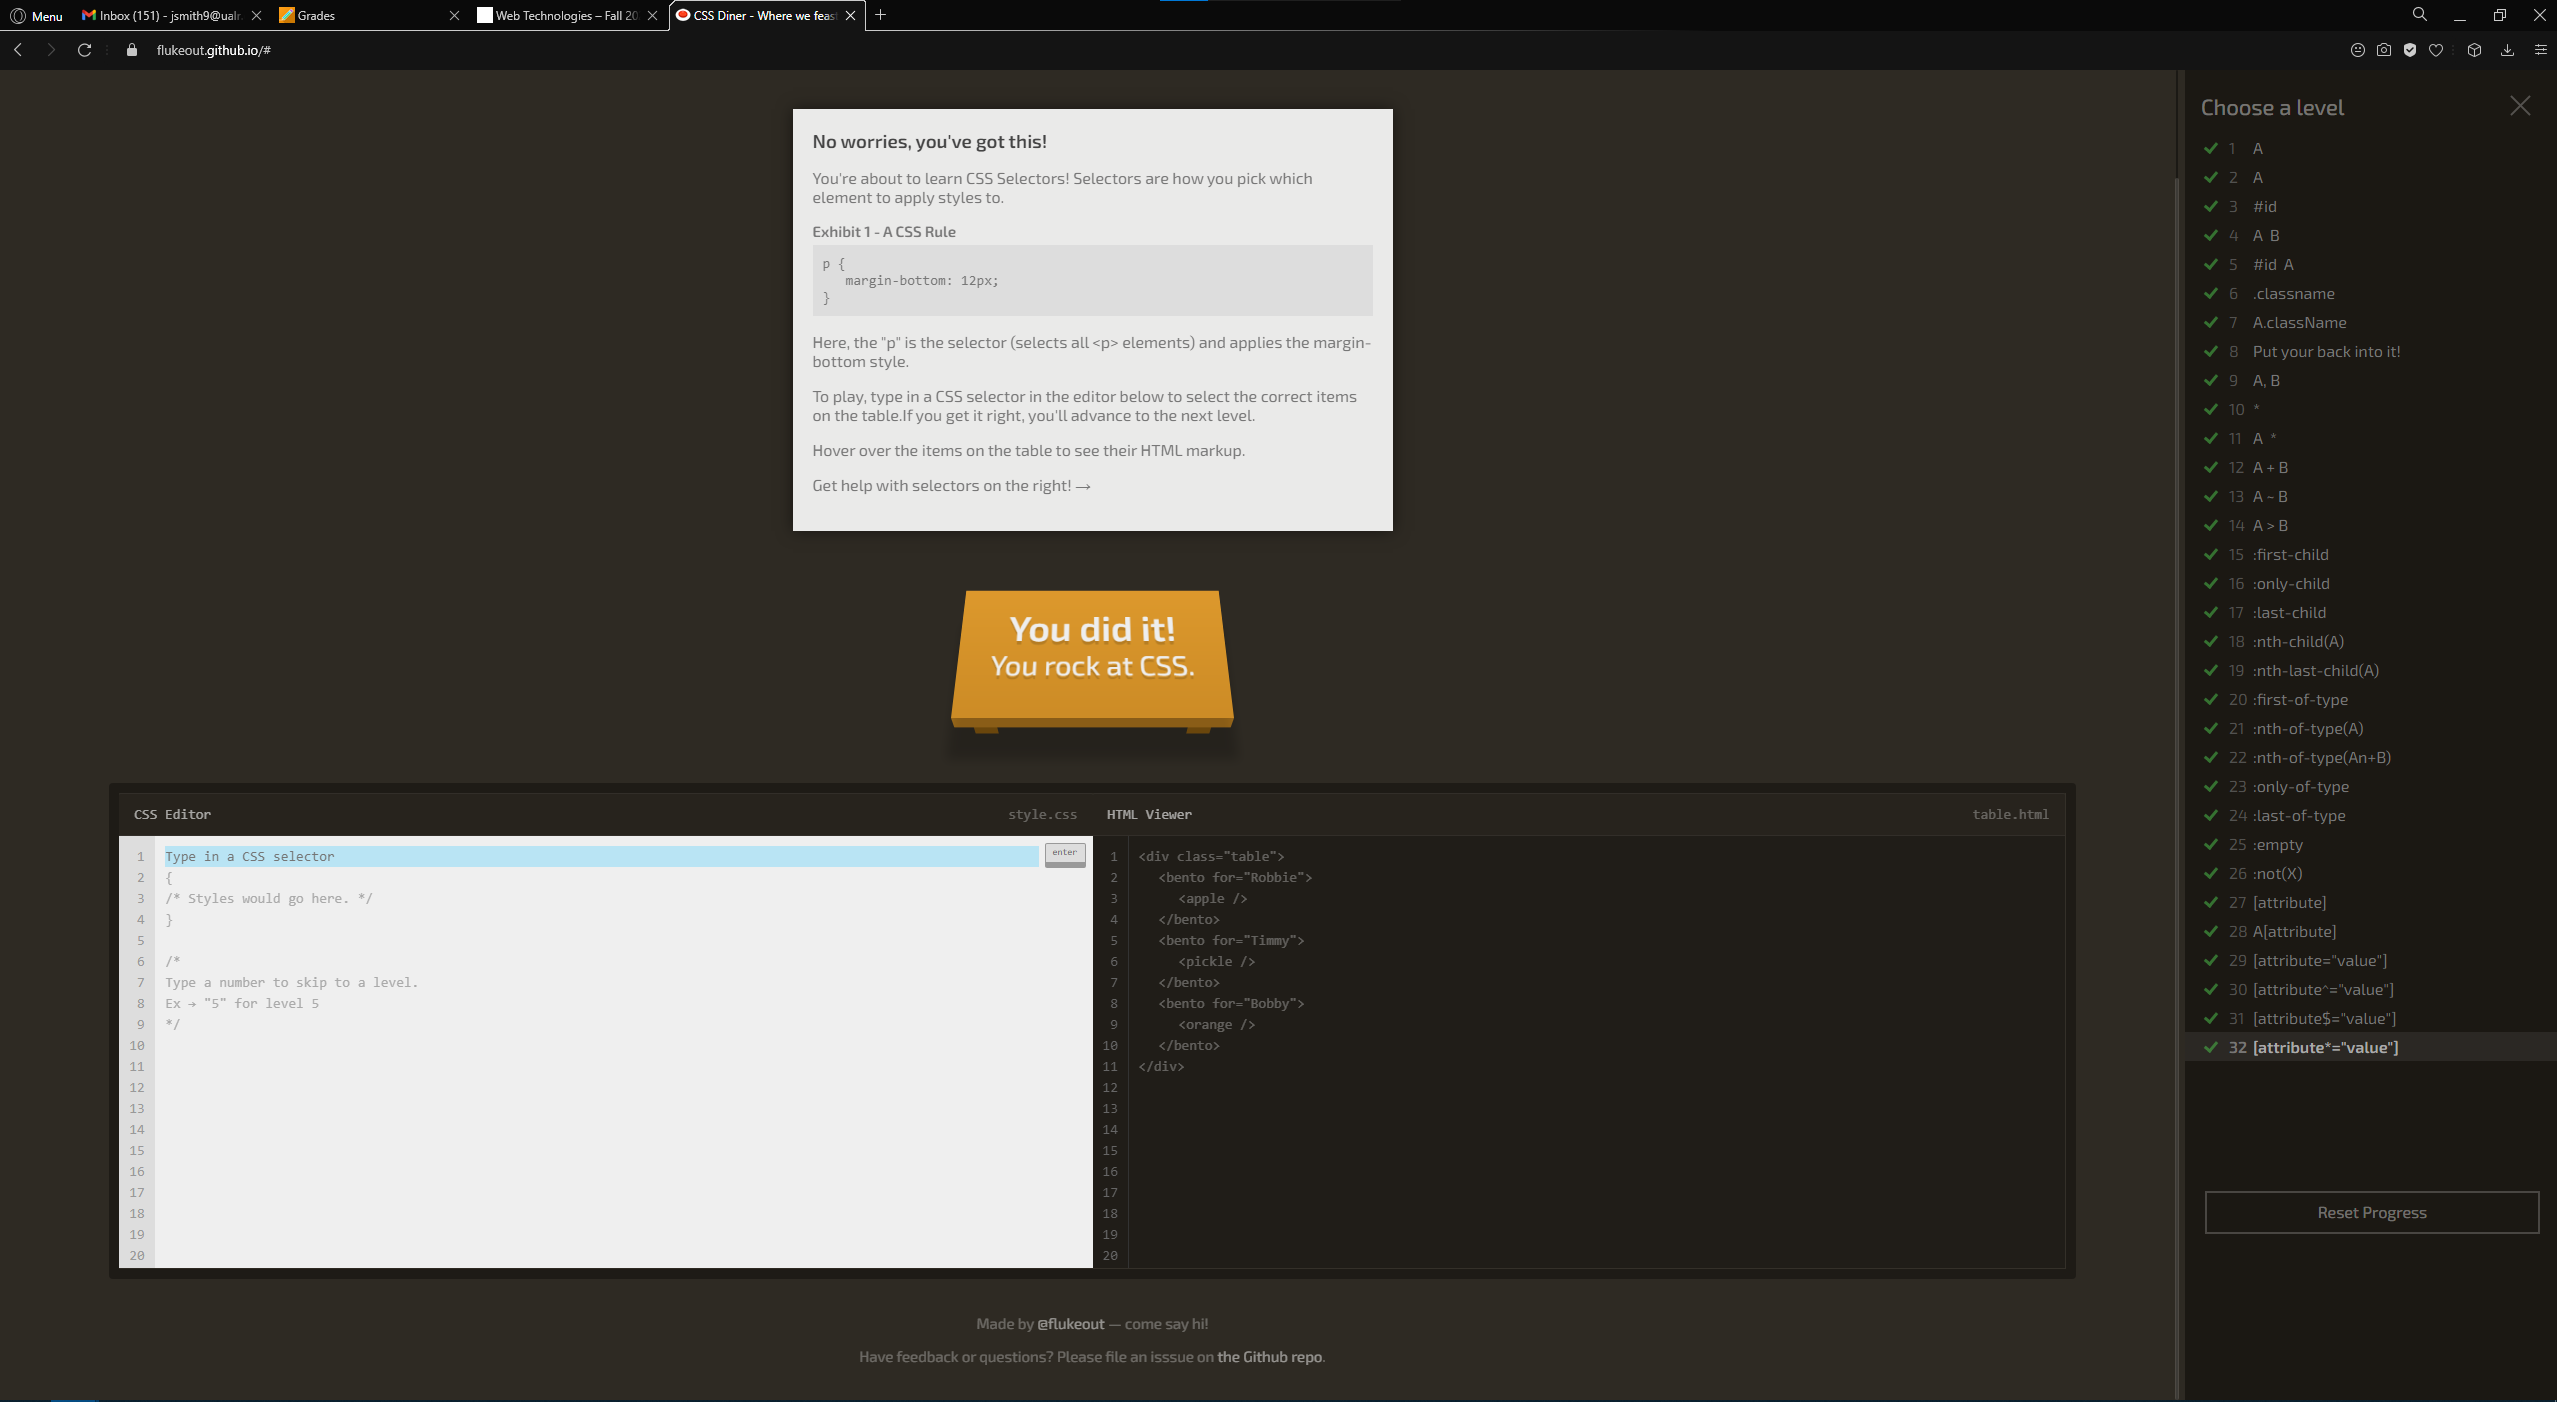 Menu
Inbox (151) - jsmith9@ualr.
Grades
Web Technologies – Fall 20
CSS Diner - Where we feas
flukeout.github.io/#
No worries, you've got this!
You're about to learn CSS Selectors! Selectors are how you pick which
element to apply styles to.
Exhibit 1 - A CSS Rule
p {
margin-bottom: 12px;
}
Here, the "p" is the selector (selects all <p> elements) and applies the margin-
bottom style.
To play, type in a CSS selector in the editor below to select the correct items
on the table.If you get it right, you'll advance to the next level.
Hover over the items on the table to see their HTML markup.
Get help with selectors on the right! →
You did it!
You rock at CSS.
CSS Editor
style.css
1 Type in a CSS selector
enter
2 {
3 /* Styles would go here. */
4 }
5
6 /*
7 Type a number to skip to a level.
8 Ex → "5" for level 5
9 */
10
11
12
13
14
15
16
17
18
19
20
HTML Viewer
table.html
1 <div class="table">
2 <bento for="Robbie">
3 <apple />
4 </bento>
5 <bento for="Timmy">
6 <pickle />
7 </bento>
8 <bento for="Bobby">
9 <orange />
10 </bento>
11 </div>
12
13
14
15
16
17
18
19
20
Made by @flukeout — come say hi!
Have feedback or questions? Please file an isssue on the Github repo.
Choose a level
1 A
2 A
3 #id
4 A B
5 #id A
6 .classname
7 A.className
8 Put your back into it!
9 A, B
10 *
11 A *
12 A + B
13 A ~ B
14 A > B
15 :first-child
16 :only-child
17 :last-child
18 :nth-child(A)
19 :nth-last-child(A)
20 :first-of-type
21 :nth-of-type(A)
22 :nth-of-type(An+B)
23 :only-of-type
24 :last-of-type
25 :empty
26 :not(X)
27 [attribute]
28 A[attribute]
29 [attribute="value"]
30 [attribute^="value"]
31 [attribute$="value"]
32 [attribute*="value"]
Reset Progress